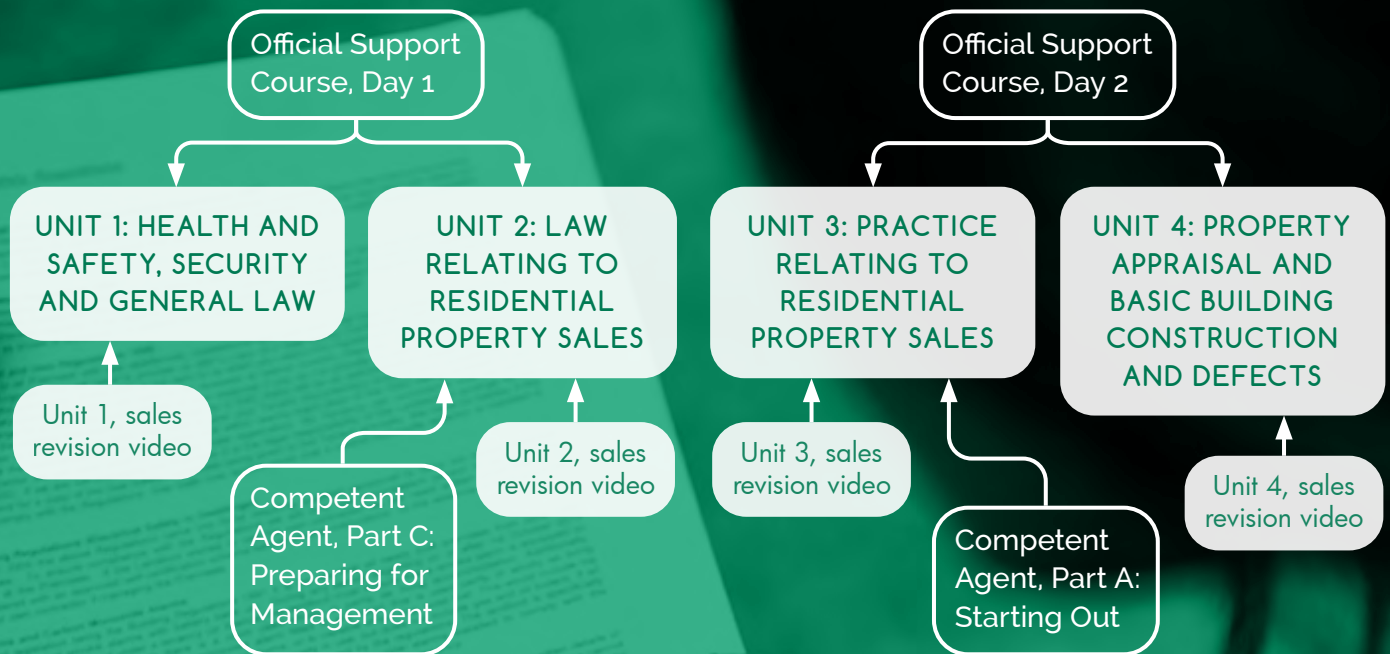 Official Support
Course, Day 1
Official Support
Course, Day 2
UNIT 1: HEALTH AND
SAFETY, SECURITY
AND GENERAL LAW
UNIT 2: LAW
RELATING TO
RESIDENTIAL
PROPERTY SALES
UNIT 3: PRACTICE
RELATING TO
RESIDENTIAL
PROPERTY SALES
UNIT 4: PROPERTY
APPRAISAL AND
BASIC BUILDING
CONSTRUCTION
AND DEFECTS
Unit 1, sales
revision video
Unit 2, sales
revision video
Unit 3, sales
revision video
Unit 4, sales
revision video
Competent
Agent, Part C:
Preparing for
Management
Competent
Agent, Part A:
Starting Out